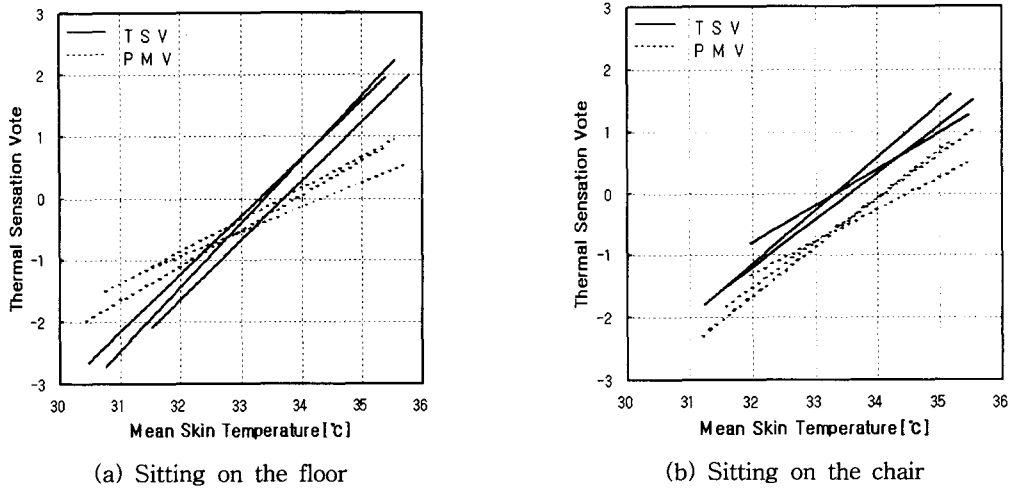 TSV
PMV
Thermal Sensation Vote
3
2
1
0
-1
-2
-3
30 31 32 33 34 35 36
Mean Skin Temperature[℃]
(a) Sitting on the floor
TSV
PMV
Thermal Sensation Vote
3
2
1
0
-1
-2
-3
30 31 32 33 34 35 36
Mean Skin Temperature[℃]
(b) Sitting on the chair